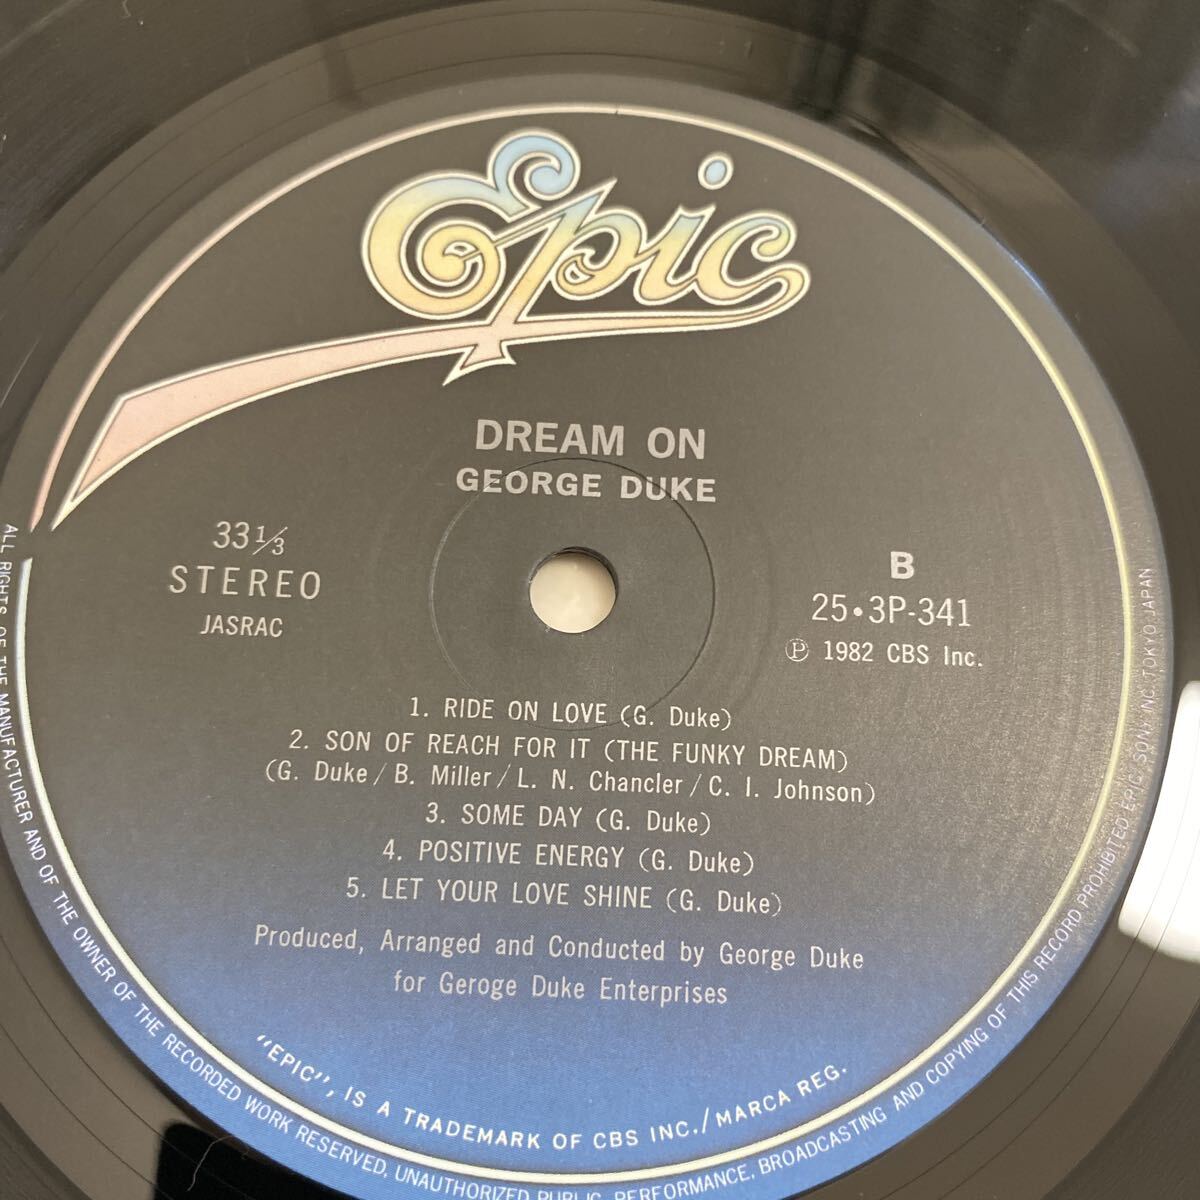 Epic
DREAM ON
GEORGE DUKE
33 1/3
STEREO
JASRAC
B
25・3P-341
Ⓟ 1982 CBS Inc.
1. RIDE ON LOVE (G. Duke)
2. SON OF REACH FOR IT (THE FUNKY DREAM)
(G. Duke / B. Miller / L. N. Chancler / C. I. Johnson)
3. SOME DAY (G. Duke)
4. POSITIVE ENERGY (G. Duke)
5. LET YOUR LOVE SHINE (G. Duke)
Produced, Arranged and Conducted by George Duke
for Geroge Duke Enterprises
"EPIC", IS A TRADEMARK OF CBS INC./MARCA REG.
ALL RIGHTS OF THE MANUFACTURER AND OF THE OWNER OF THE RECORDED WORK RESERVED. UNAUTHORIZED PUBLIC PERFORMANCE, BROADCASTING AND COPYING OF THIS RECORD PROHIBITED EPIC SONY INC. TOKYO JAPAN